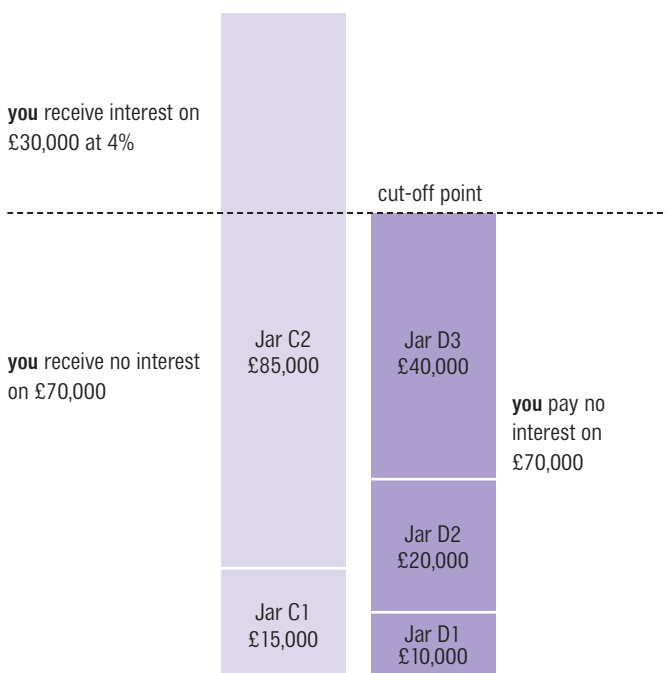 you receive interest on
£30,000 at 4%
cut-off point
you receive no interest
on £70,000
Jar C2
£85,000
Jar D3
£40,000
you pay no
interest on
£70,000
Jar D2
£20,000
Jar C1
£15,000
Jar D1
£10,000